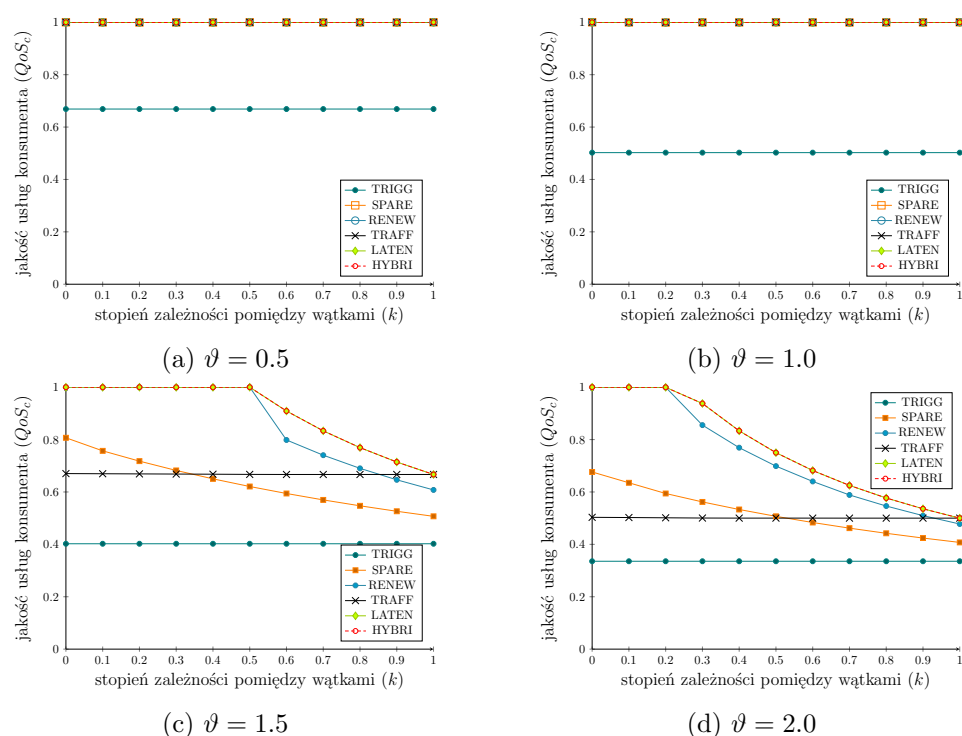 1
0.8
0.6
0.4
0.2
0
jakość usług konsumenta (QoS_c)
TRIGG
SPARE
RENEW
TRAFF
LATEN
HYBRI
0 0.1 0.2 0.3 0.4 0.5 0.6 0.7 0.8 0.9 1
stopień zależności pomiędzy wątkami (k)
(a) ϑ = 0.5
1
0.8
0.6
0.4
0.2
0
jakość usług konsumenta (QoS_c)
TRIGG
SPARE
RENEW
TRAFF
LATEN
HYBRI
0 0.1 0.2 0.3 0.4 0.5 0.6 0.7 0.8 0.9 1
stopień zależności pomiędzy wątkami (k)
(b) ϑ = 1.0
1
0.8
0.6
0.4
0.2
0
jakość usług konsumenta (QoS_c)
TRIGG
SPARE
RENEW
TRAFF
LATEN
HYBRI
0 0.1 0.2 0.3 0.4 0.5 0.6 0.7 0.8 0.9 1
stopień zależności pomiędzy wątkami (k)
(c) ϑ = 1.5
1
0.8
0.6
0.4
0.2
0
jakość usług konsumenta (QoS_c)
TRIGG
SPARE
RENEW
TRAFF
LATEN
HYBRI
0 0.1 0.2 0.3 0.4 0.5 0.6 0.7 0.8 0.9 1
stopień zależności pomiędzy wątkami (k)
(d) ϑ = 2.0